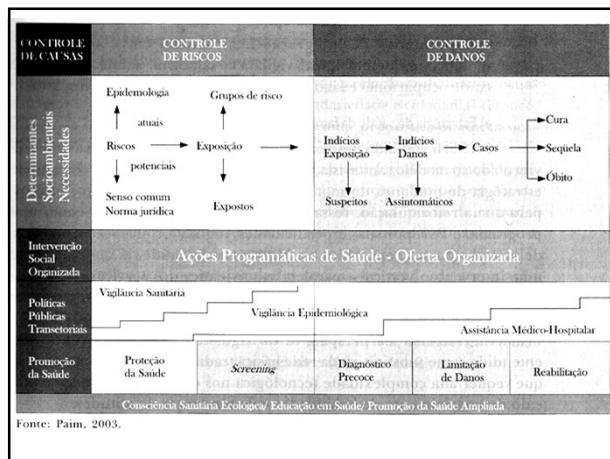 CONTROLE
DE CAUSAS
CONTROLE
DE RISCOS
CONTROLE
DE DANOS
Determinantes
Socioambientais
Necessidades
Epidemologia
Grupos de risco
atuais
Riscos
Exposição
potenciais
Senso comum
Norma jurídica
Expostos
Indícios
Exposição
Indícios
Danos
Casos
Cura
Seqüela
Óbito
Suspeitos
Assintomáticos
Intervenção
Social
Organizada
Ações Programáticas de Saúde - Oferta Organizada
Políticas
Públicas
Transetoriais
Vigilância Sanitária
Vigilância Epidemiológica
Assistência Médico-Hospitalar
Promoção
da Saúde
Proteção
da Saúde
Screening
Diagnóstico
Precoce
Limitação
de Danos
Reabilitação
Consciência Sanitária Ecológica/ Educação em Saúde/ Promoção da Saúde Ampliada
Fonte: Paim, 2003.